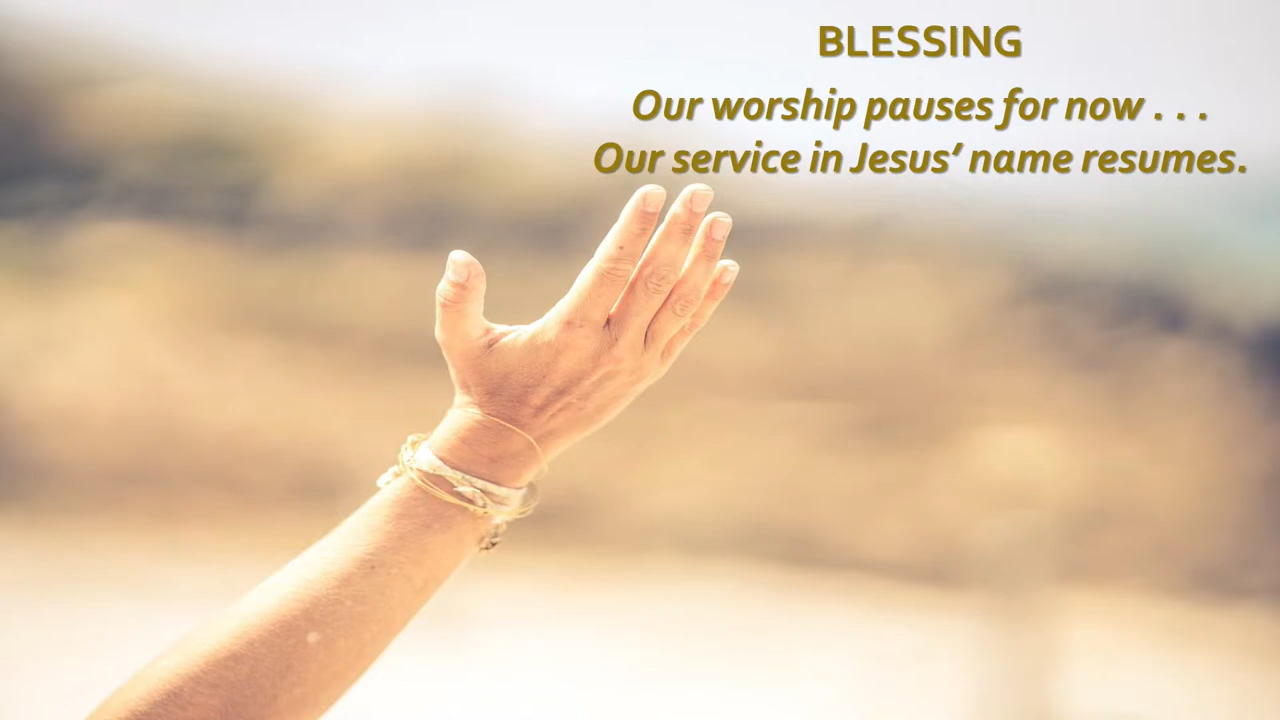 BLESSING
Our worship pauses for now . . .
Our service in Jesus’ name resumes.